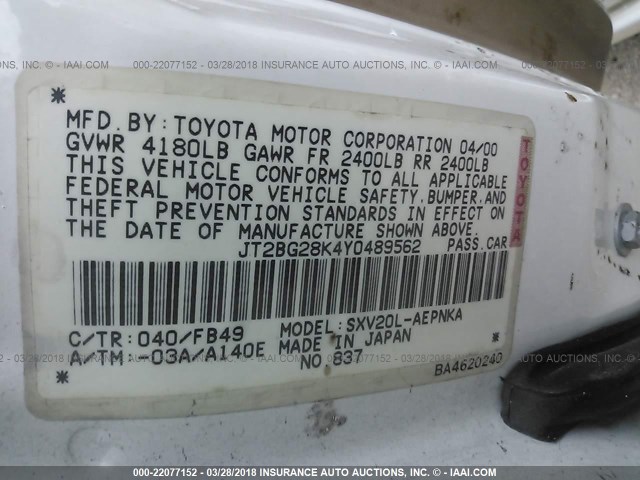 000-22077152 / 03/28/2018 INSURANCE AUTO AUCTIONS, INC. © - IAAI.COM
*
MFD.BY:TOYOTA MOTOR CORPORATION 04/00
GVWR 4180LB GAWR FR 2400LB RR 2400LB
THIS VEHICLE CONFORMS TO ALL APPLICABLE
FEDERAL MOTOR VEHICLE SAFETY,BUMPER,AND
THEFT PREVENTION STANDARDS IN EFFECT ON
THE DATE OF MANUFACTURE SHOWN ABOVE.
JT2BG28K4Y0489562 PASS.CAR
TOYOTA
C/TR:040/FB49 MODEL:SXV20L-AEPNKA
A/TM:-03A/A140E MADE IN JAPAN
* NO 837 BA4620240
000-22077152 / 03/28/2018 INSURANCE AUTO AUCTIONS, INC. © - IAAI.COM